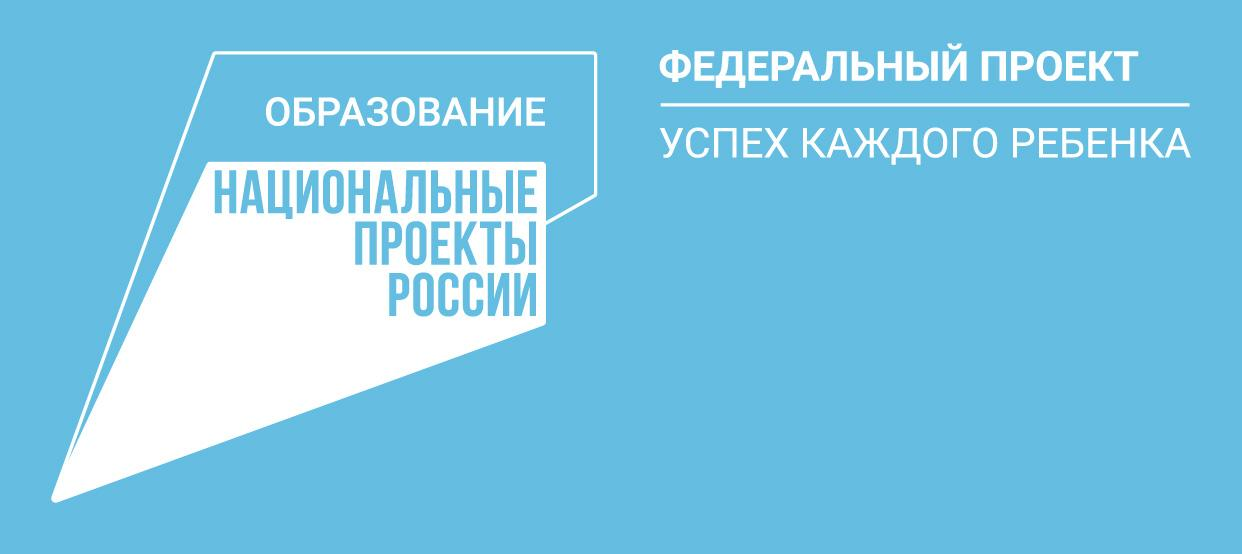 ОБРАЗОВАНИЕ
НАЦИОНАЛЬНЫЕ
ПРОЕКТЫ
РОССИИ
ФЕДЕРАЛЬНЫЙ ПРОЕКТ
УСПЕХ КАЖДОГО РЕБЕНКА